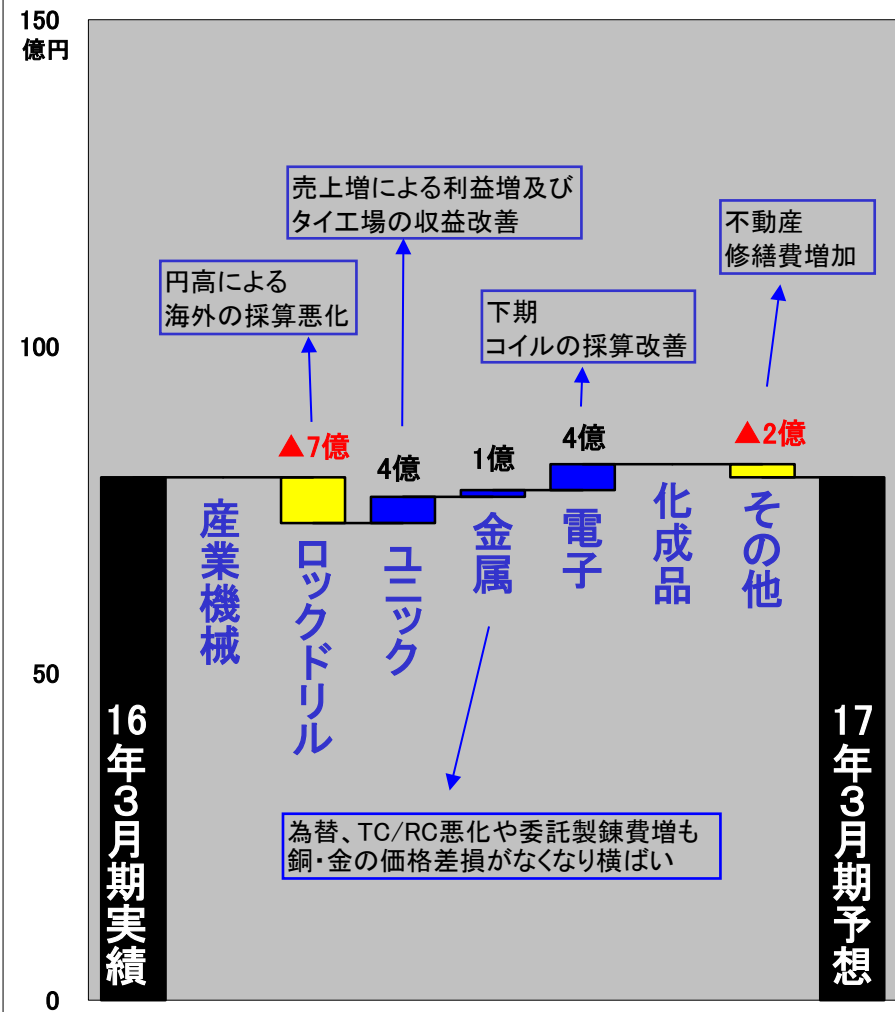 150
億円
売上増による利益増及び
タイ工場の収益改善
不動産
修繕費増加
円高による
海外の採算悪化
下期
コイルの採算改善
100
▲7億
4億
1億
4億
▲2億
産業機械
ロックドリル
ユニック
金属
電子
化成品
その他
50
16年3月期実績
17年3月期予想
為替、TC/RC悪化や委託製錬費増も
銅・金の価格差損がなくなり横ばい
0